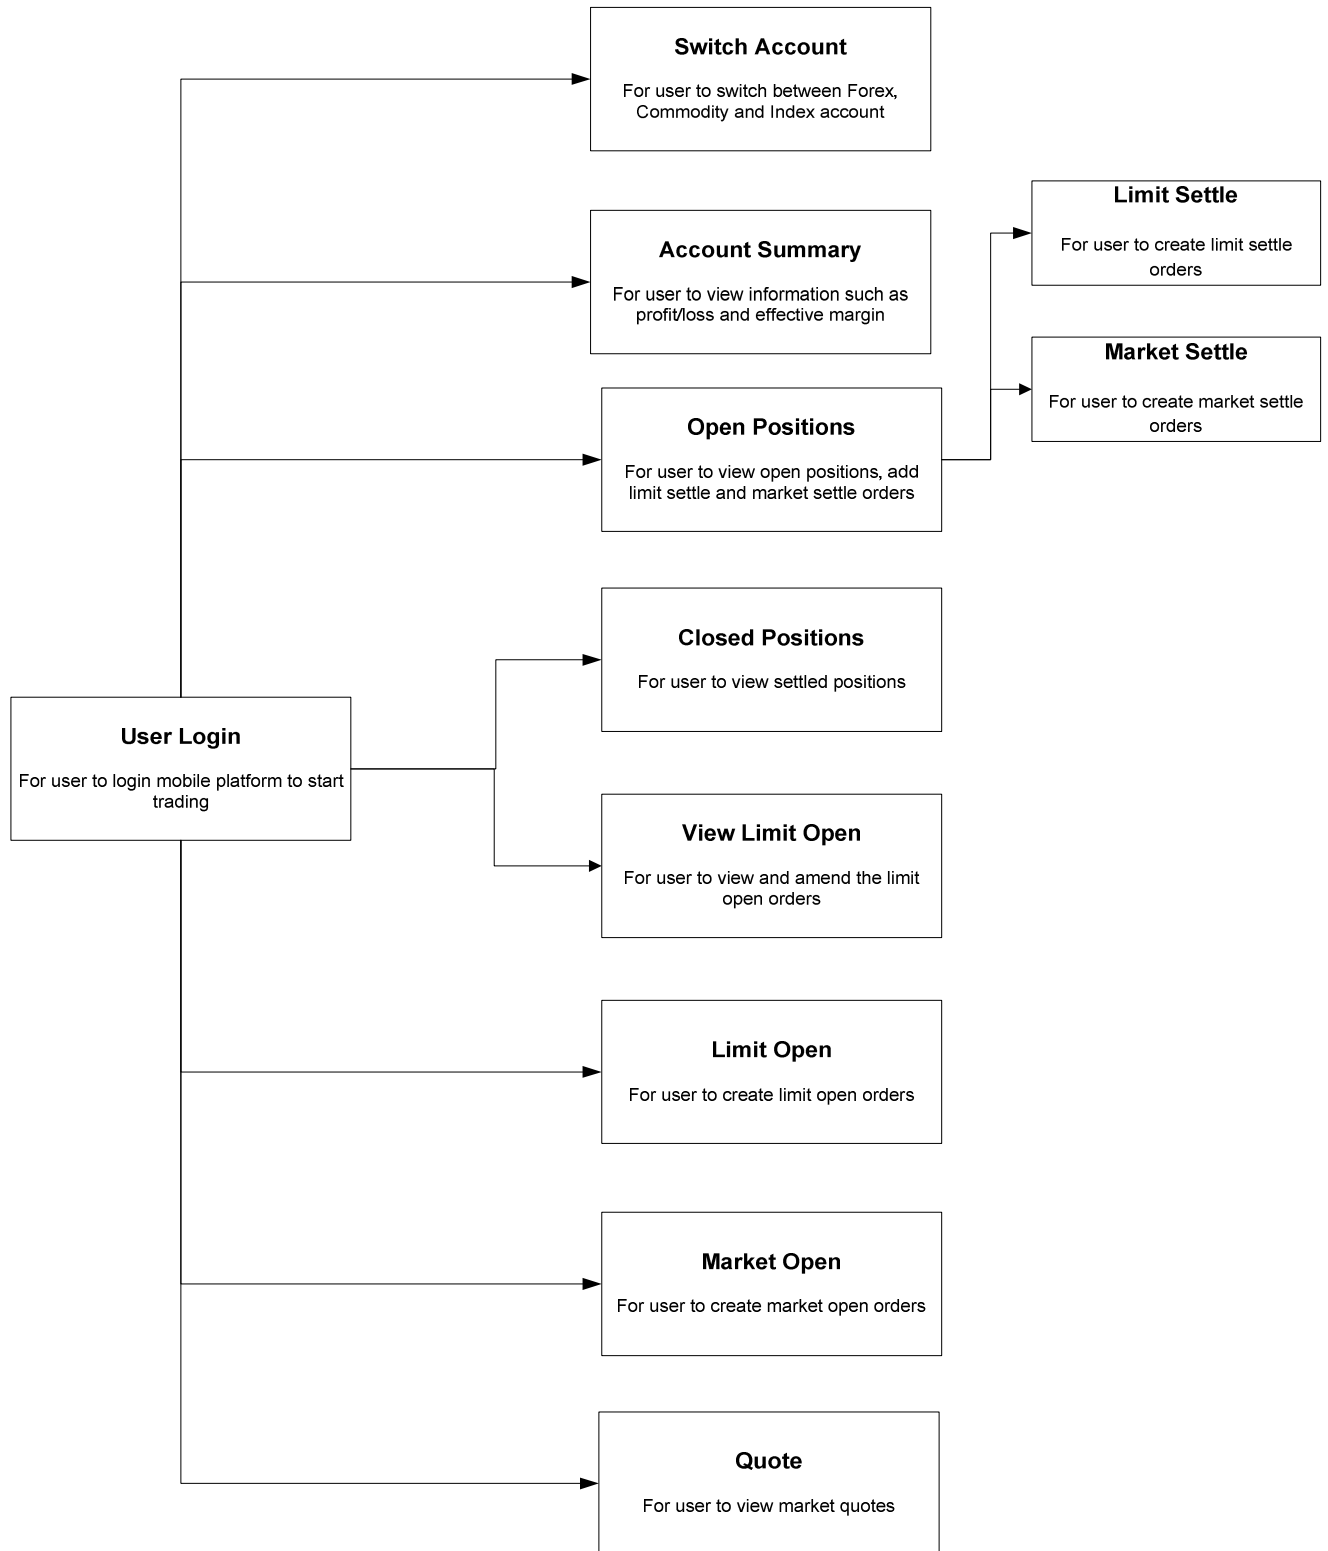 Switch Account
For user to switch between Forex,
Commodity and Index account
Limit Settle
For user to create limit settle
orders
Account Summary
For user to view information such as
profit/loss and effective margin
Market Settle
For user to create market settle
orders
Open Positions
For user to view open positions, add
limit settle and market settle orders
Closed Positions
For user to view settled positions
User Login
For user to login mobile platform to start
trading
View Limit Open
For user to view and amend the limit
open orders
Limit Open
For user to create limit open orders
Market Open
For user to create market open orders
Quote
For user to view market quotes